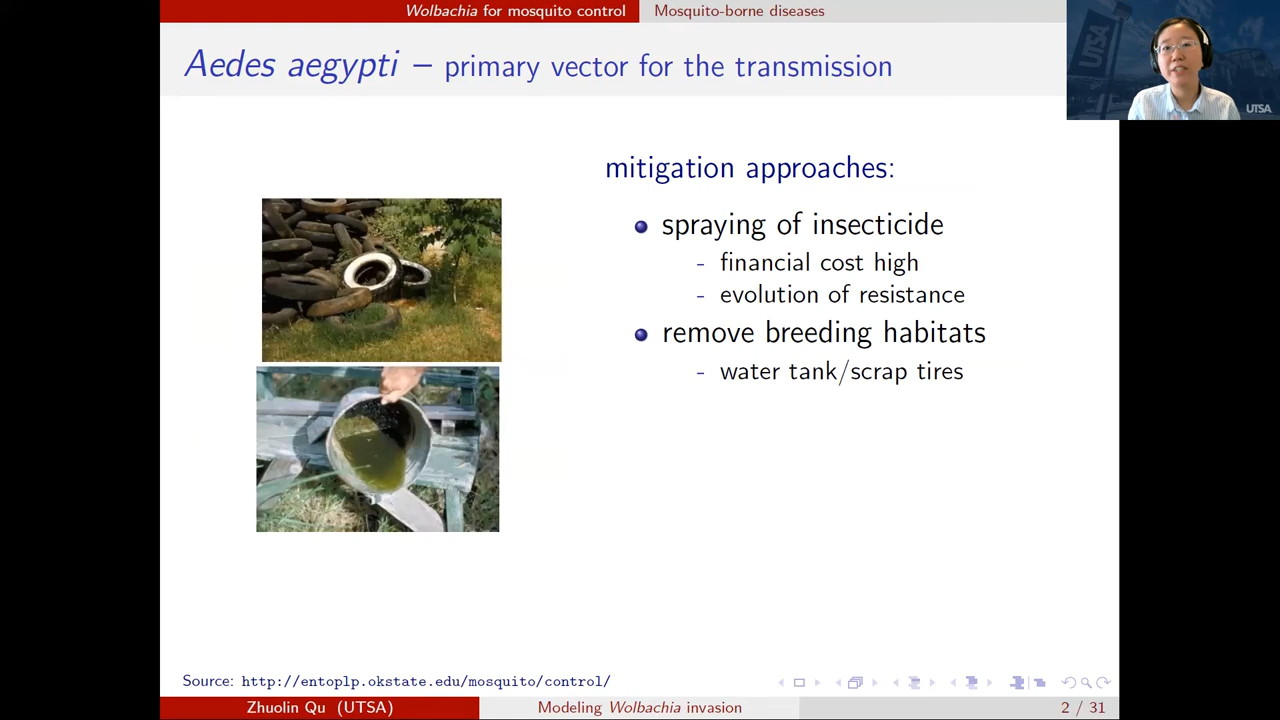 Wolbachia for mosquito control
Mosquito-borne diseases
Aedes aegypti – primary vector for the transmission
UTSA
UTSA
mitigation approaches:
spraying of insecticide
- financial cost high
- evolution of resistance
remove breeding habitats
- water tank/scrap tires
Source: http://entoplp.okstate.edu/mosquito/control/
Zhuolin Qu (UTSA)
Modeling Wolbachia invasion
2 / 31